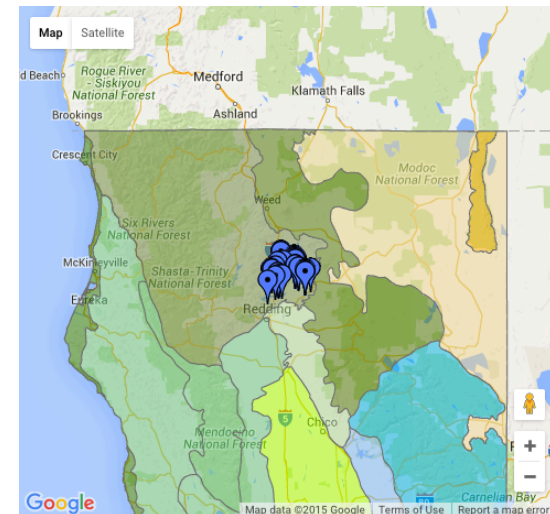 Map
Satellite
Rogue River
- Siskiyou
National Forest
Medford
d Beach
Klamath Falls
Ashland
Brookings
Crescent City
Modoc
National Forest
Weed
Six Rivers
National Forest
McKinleyville
Shasta-Trinity
National Forest
Eureka
Redding
5
Chico
Mendocino
National Forest
+
−
80
Carnelian Bay
Google
Map data ©2015 Google
Terms of Use
Report a map error